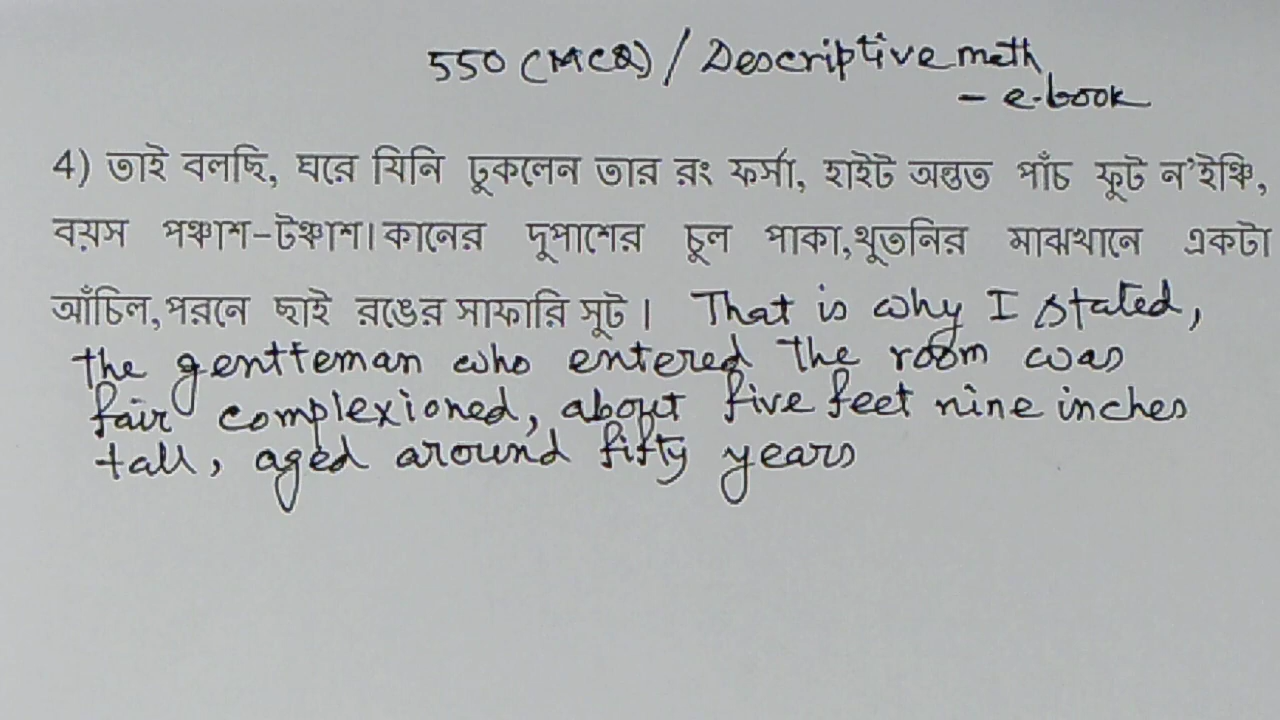 550 (MCQ) / Descriptive math
- e-book
4) তাই বলছি, ঘরে যিনি ঢুকলেন তার রং ফর্সা, হাইট অন্তত পাঁচ ফুট ন'ইঞ্চি,
বয়স পঞ্চাশ-টঞ্চাশ। কানের দুপাশের চুল পাকা,থুতনির মাঝখানে একটা
আঁচিল,পরনে ছাই রঙের সাফারি সুট। That is why I stated,
the gentteman who entered the room was
fair complexioned, about five feet nine inches
tall, aged around fifty years